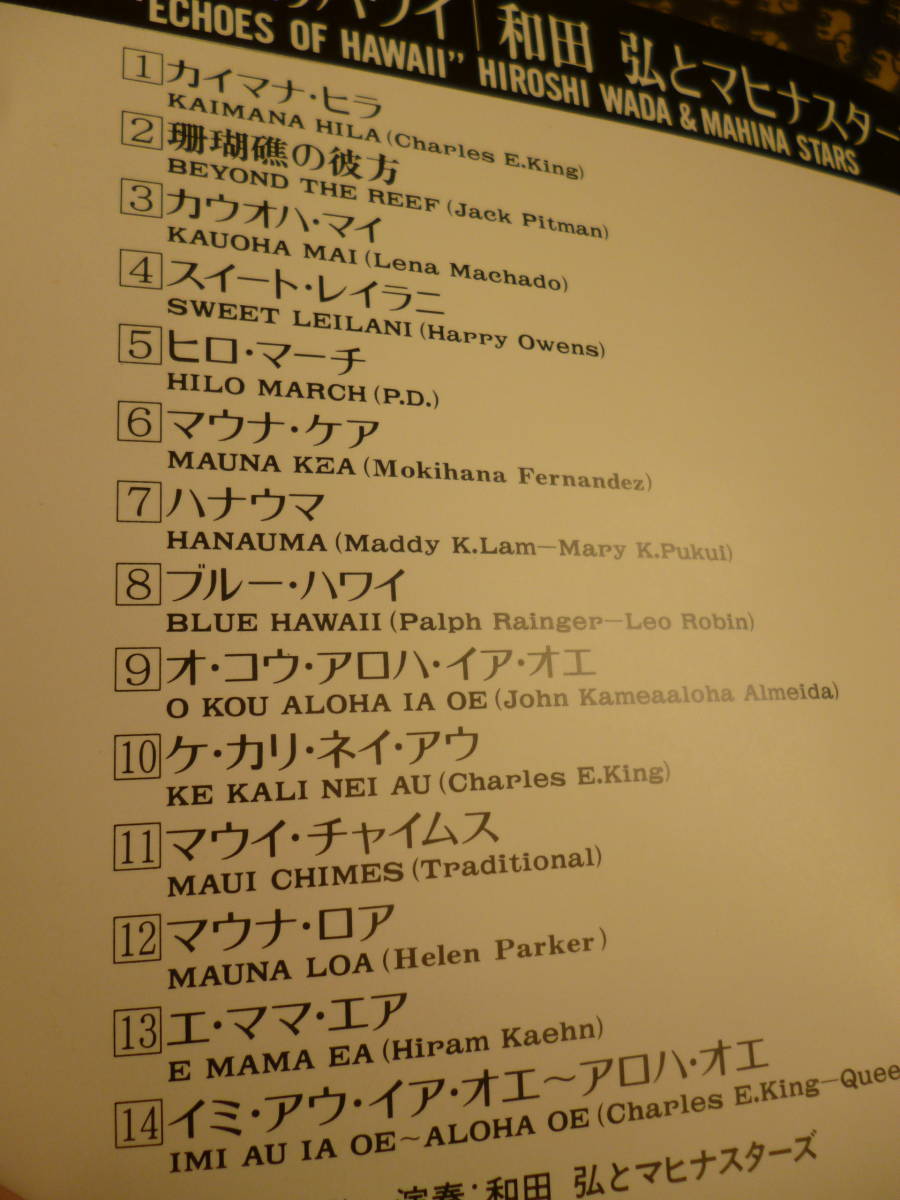 ハワイ 和田 弘とマヒナスター
"ECHOES OF HAWAII" HIROSHI WADA & MAHINA STARS
1 カイマナ・ヒラ
KAIMANA HILA (Charles E.King)
2 珊瑚礁の彼方
BEYOND THE REEF (Jack Pitman)
3 カウオハ・マイ
KAUOHA MAI (Lena Machado)
4 スイート・レイラニ
SWEET LEILANI (Harry Owens)
5 ヒロ・マーチ
HILO MARCH (P.D.)
6 マウナ・ケア
MAUNA KEA (Mokihana Fernandez)
7 ハナウマ
HANAUMA (Maddy K.Lam–Mary K.Pukui)
8 ブルー・ハワイ
BLUE HAWAII (Palph Rainger–Leo Robin)
9 オ・コウ・アロハ・イア・オエ
O KOU ALOHA IA OE (John Kameaaloha Almeida)
10 ケ・カリ・ネイ・アウ
KE KALI NEI AU (Charles E.King)
11 マウイ・チャイムス
MAUI CHIMES (Traditional)
12 マウナ・ロア
MAUNA LOA (Helen Parker)
13 エ・ママ・エア
E MAMA EA (Hiram Kaehn)
14 イミ・アウ・イア・オエ～アロハ・オエ
IMI AU IA OE～ALOHA OE (Charles E.King–Quee
演奏：和田 弘とマヒナスターズ